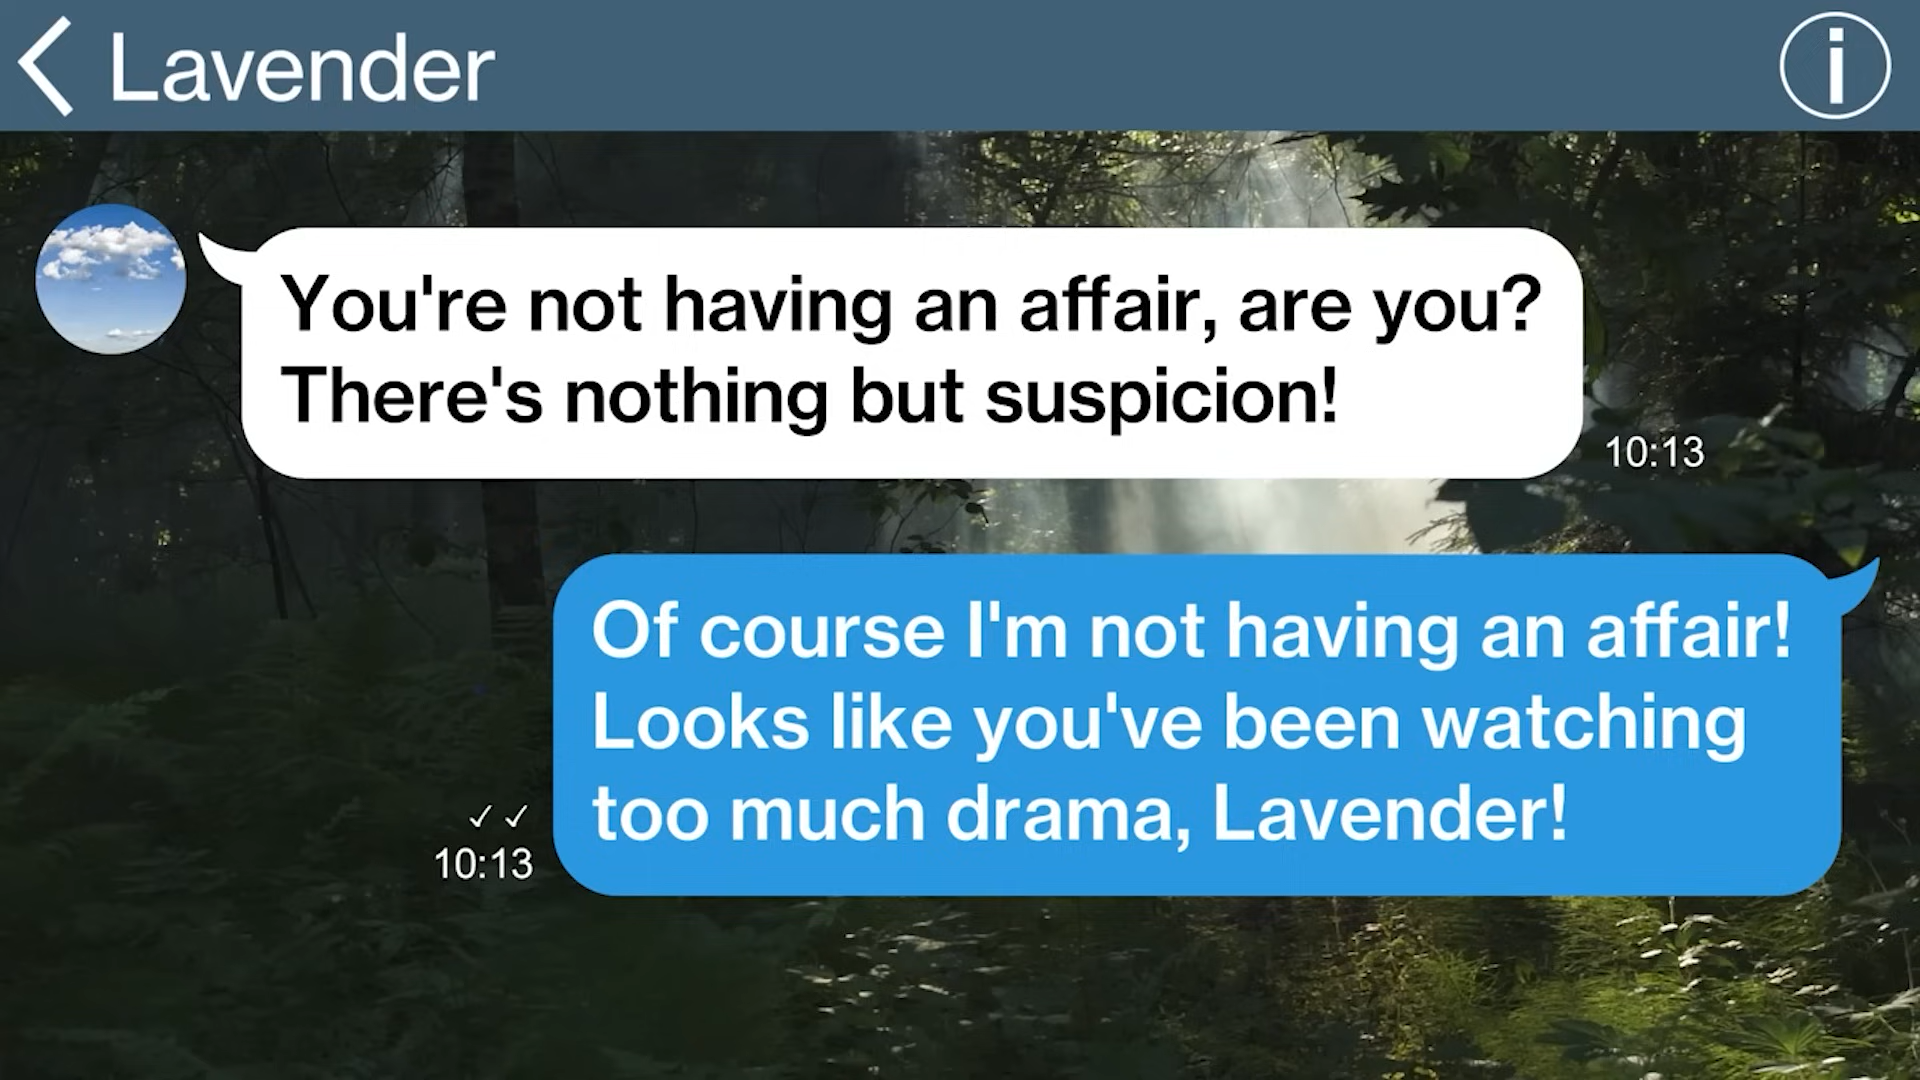 Lavender
You're not having an affair, are you?
There's nothing but suspicion!
10:13
Of course I'm not having an affair!
Looks like you've been watching
too much drama, Lavender!
✓✓
10:13